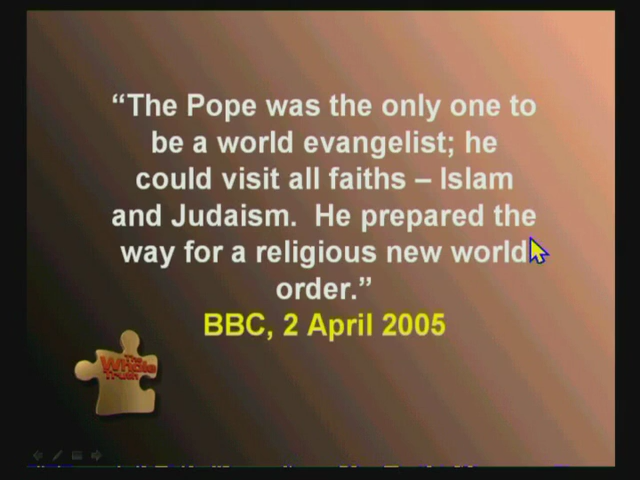 “The Pope was the only one to
be a world evangelist; he
could visit all faiths – Islam
and Judaism. He prepared the
way for a religious new world
order.”
BBC, 2 April 2005
The
Whole
Truth